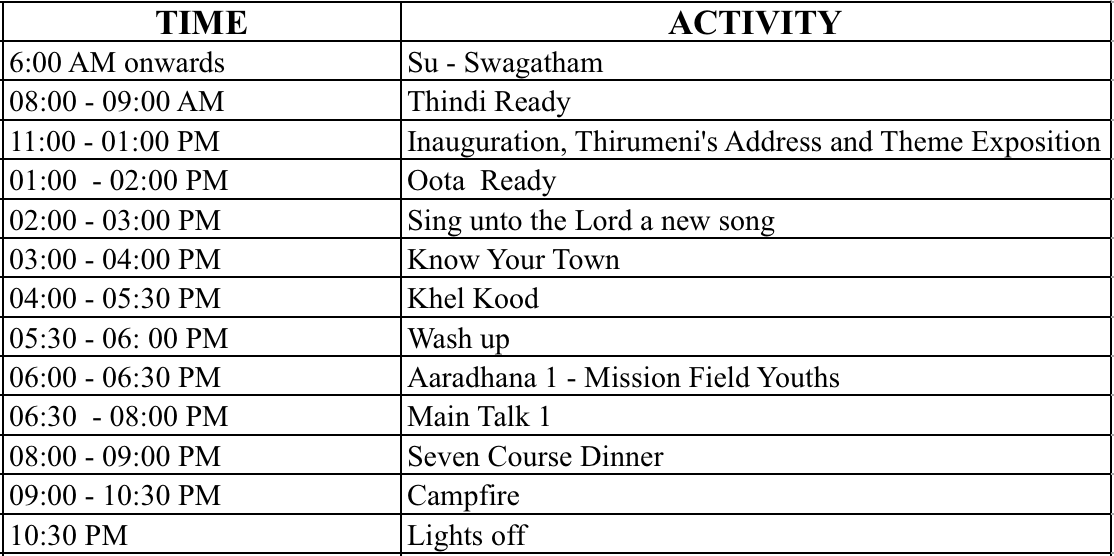 TIME ACTIVITY
6:00 AM onwards Su - Swagatham
08:00 - 09:00 AM Thindi Ready
11:00 - 01:00 PM Inauguration, Thirumeni's Address and Theme Exposition
01:00  - 02:00 PM Oota  Ready
02:00 - 03:00 PM Sing unto the Lord a new song
03:00 - 04:00 PM Know Your Town
04:00 - 05:30 PM Khel Kood
05:30 - 06: 00 PM Wash up
06:00 - 06:30 PM Aaradhana 1 - Mission Field Youths
06:30  - 08:00 PM Main Talk 1
08:00 - 09:00 PM Seven Course Dinner
09:00 - 10:30 PM Campfire
10:30 PM Lights off